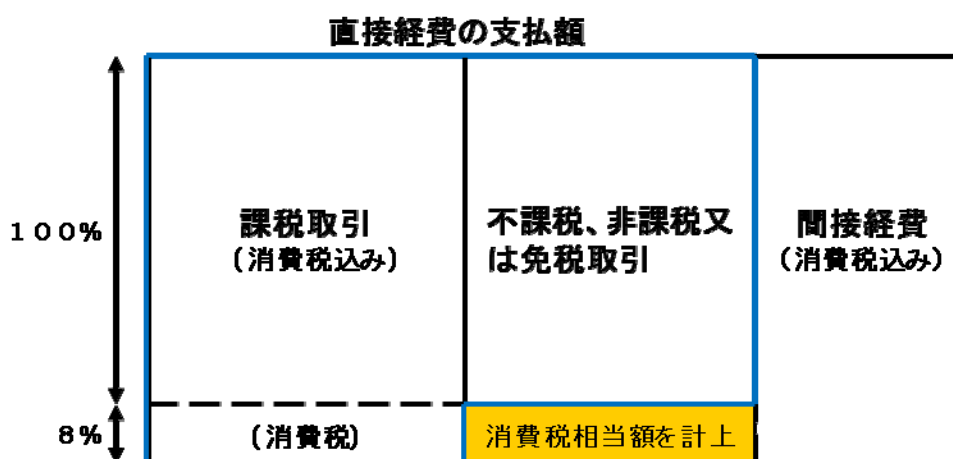 直接経費の支払額
100%
課税取引
(消費税込み)
不課税、非課税又
は免税取引
間接経費
(消費税込み)
8%
(消費税)
消費税相当額を計上